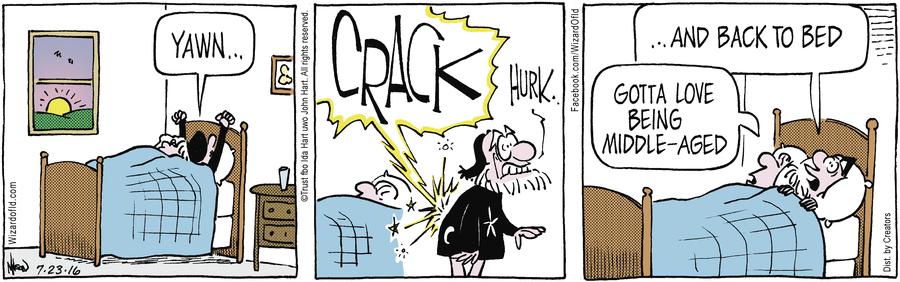 YAWN...
Wizardofid.com
7-23-16
©Trust fbo Ida Hart uwo John Hart. All rights reserved.
CRACK
HURK..
Facebook.com/WizardOfId
...AND BACK TO BED
GOTTA LOVE
BEING
MIDDLE-AGED
Dist. by Creators